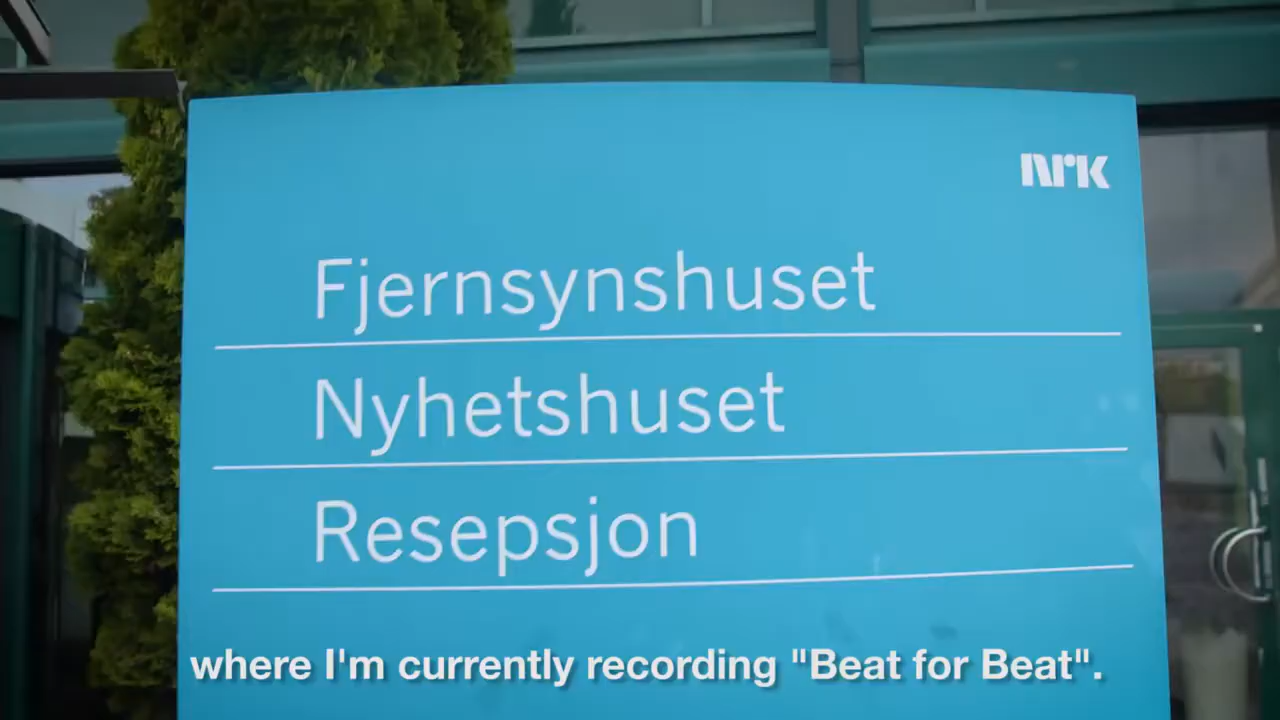 NRK
Fjernsynshuset
Nyhetshuset
Resepsjon
where I'm currently recording "Beat for Beat".